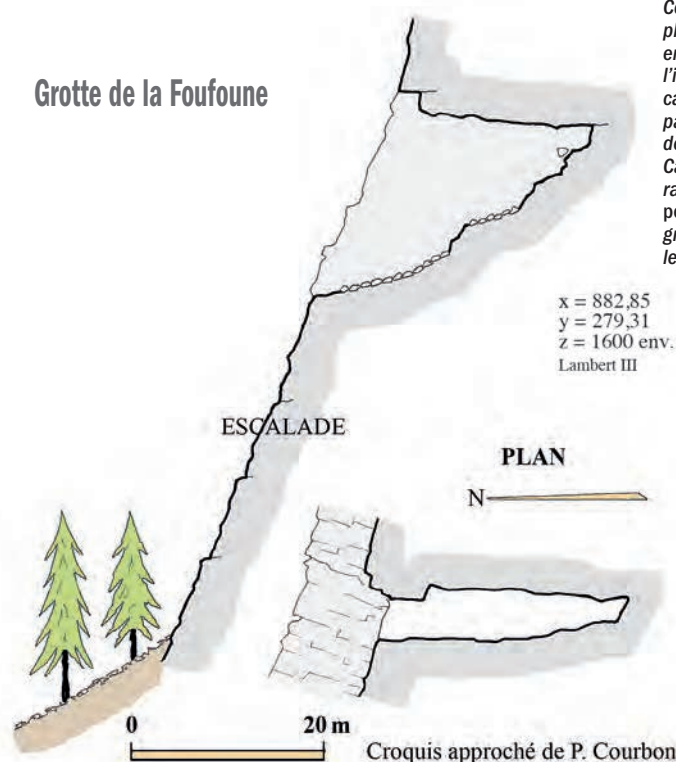 Grotte de la Foufoune
x = 882,85
y = 279,31
z = 1600 env.
Lambert III
ESCALADE
PLAN
N
0 20 m
Croquis approché de P. Courbon